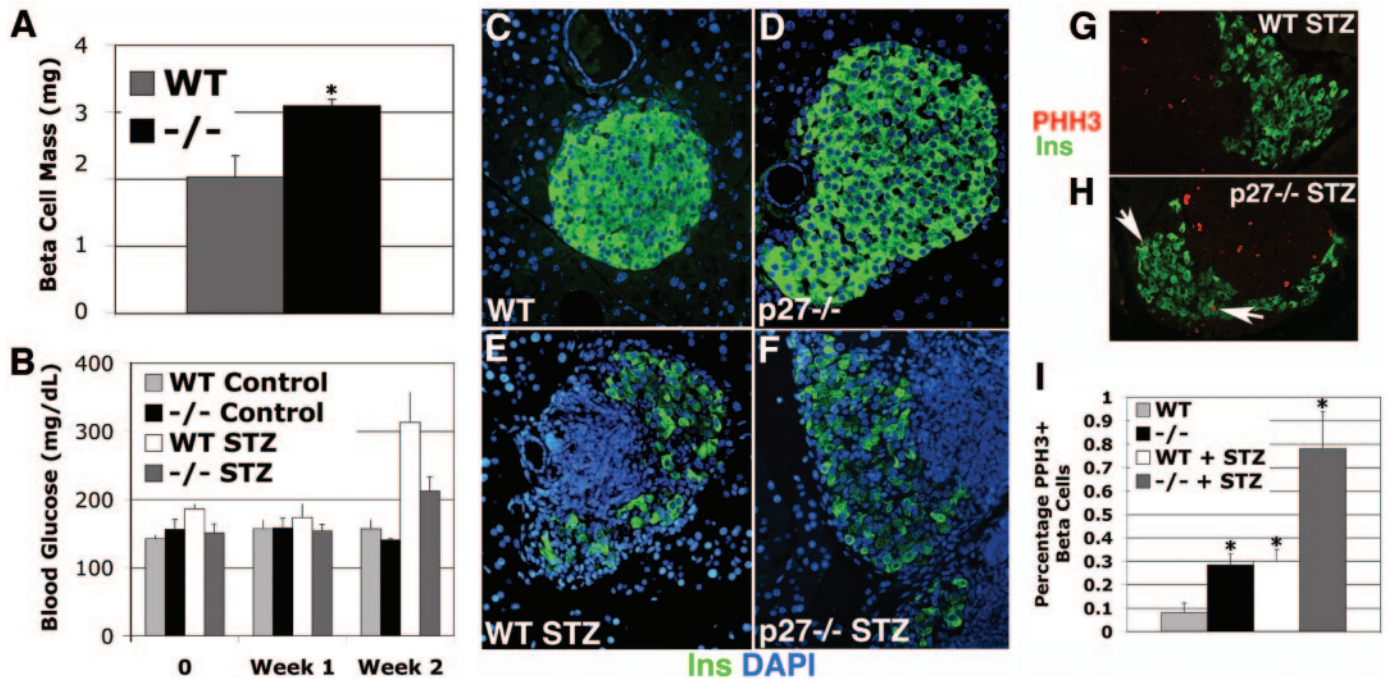 A
Beta Cell Mass (mg)
4
3
2
1
0
WT
-/-
*
B
Blood Glucose (mg/dL)
400
300
200
100
0
WT Control
-/- Control
WT STZ
-/- STZ
0 Week 1 Week 2
C
WT
D
p27-/-
E
WT STZ
F
p27-/- STZ
Ins DAPI
G
WT STZ
PHH3
Ins
H
p27-/- STZ
I
Percentage PPH3+
Beta Cells
1
0.9
0.8
0.7
0.6
0.5
0.4
0.3
0.2
0.1
0
WT
-/-
WT + STZ
-/- + STZ
* * *